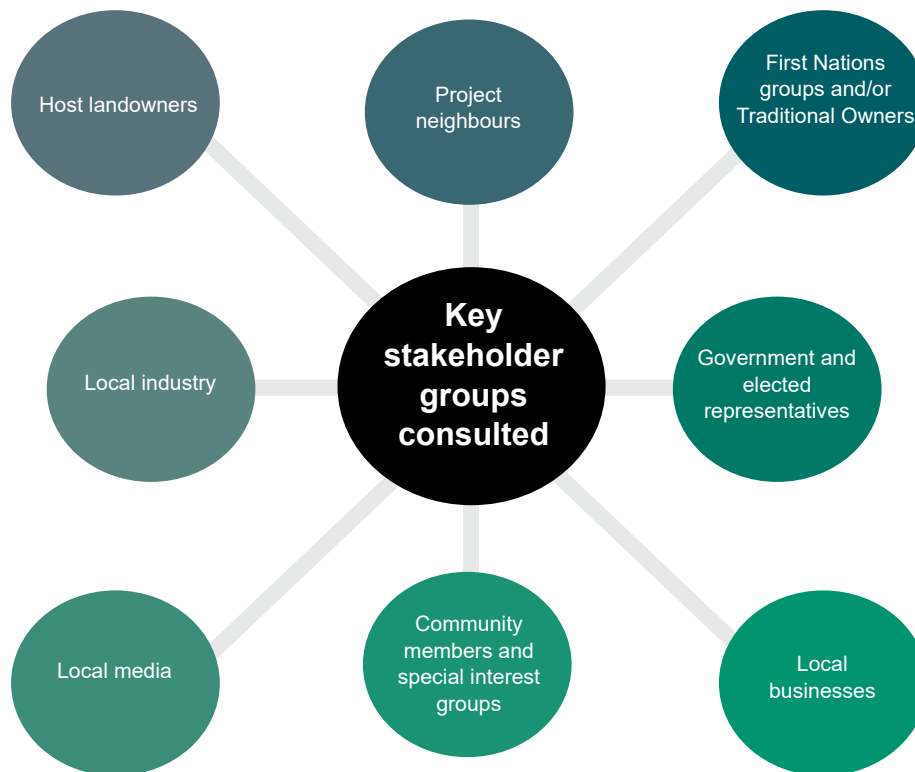 Host landowners
Project
neighbours
First Nations
groups and/or
Traditional Owners
Local industry
Key
stakeholder
groups
consulted
Government and
elected
representatives
Local media
Community
members and
special interest
groups
Local
businesses